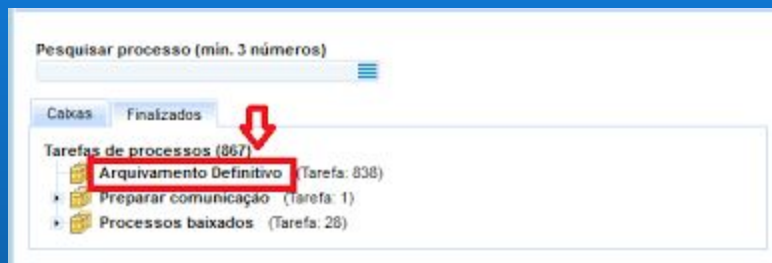 Pesquisar processo (min. 3 números)
Caixas Finalizados
Tarefas de processos (867)
Arquivamento Definitivo (Tarefa: 838)
Preparar comunicação (Tarefa: 1)
Processos baixados (Tarefa: 28)